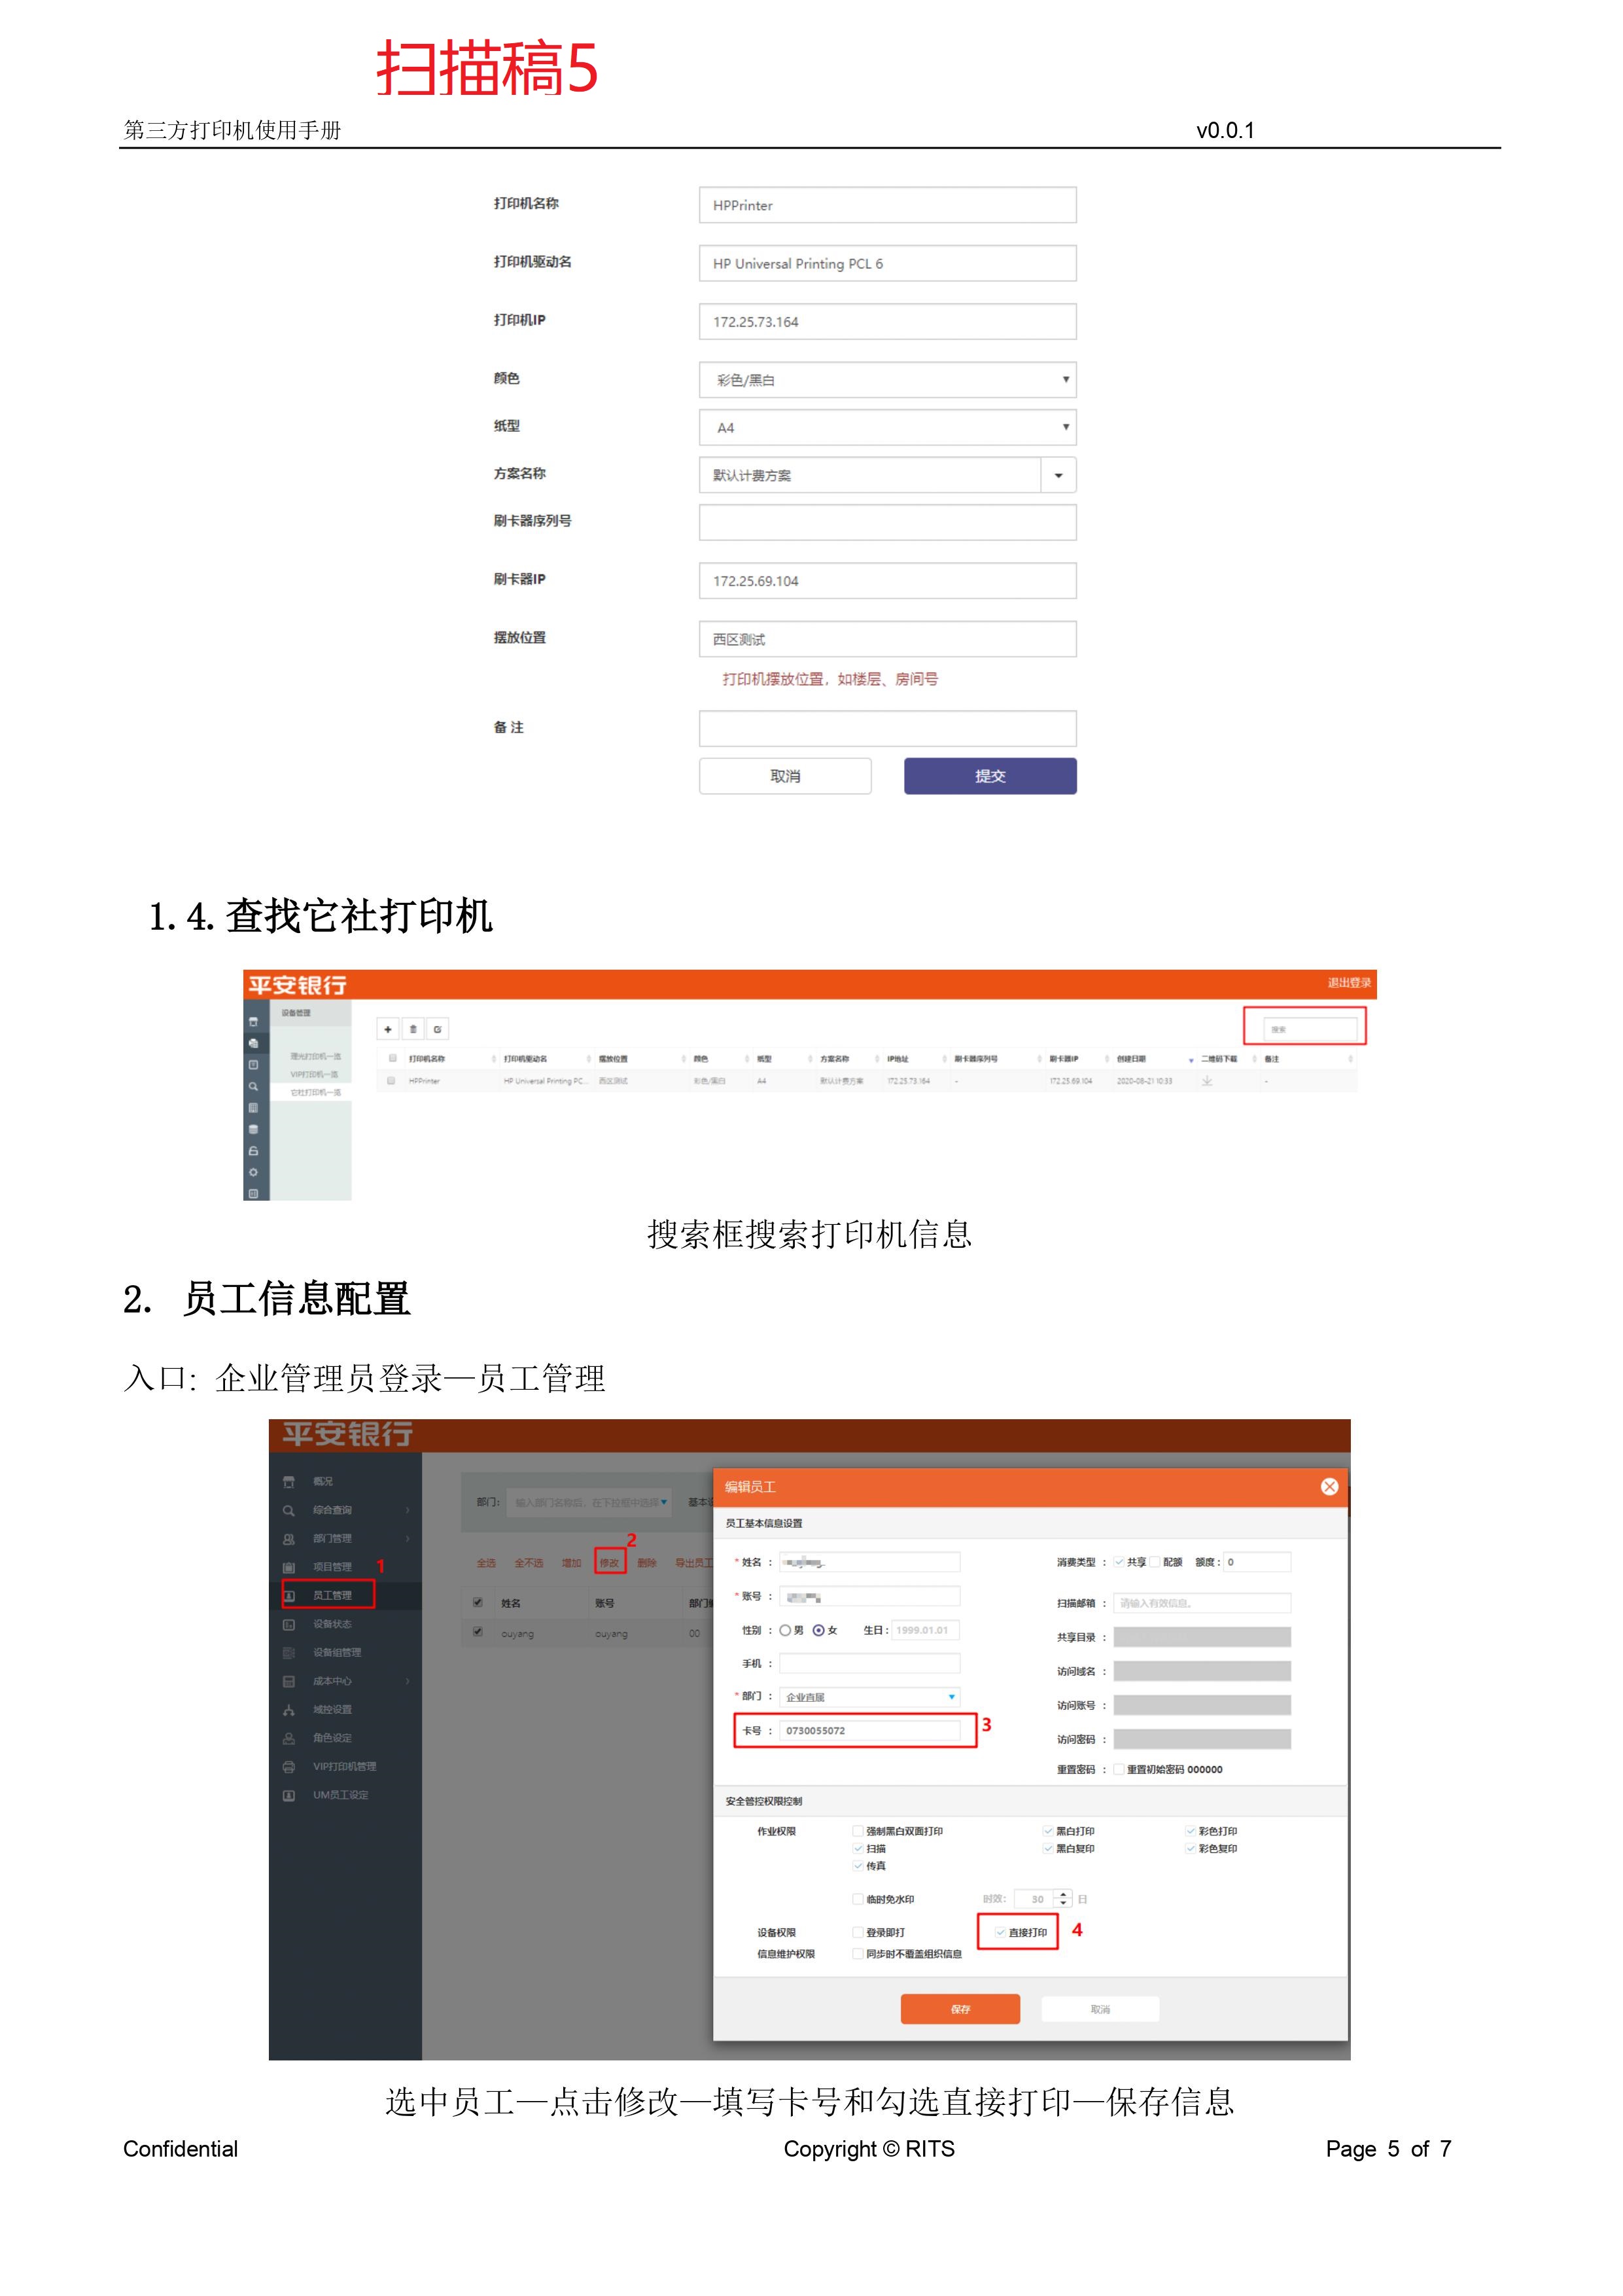 扫描稿5
第三方打印机使用手册 v0.0.1
打印机名称 HPPrinter
打印机驱动名 HP Universal Printing PCL 6
打印机IP 172.25.73.164
颜色 彩色/黑白
纸型 A4
方案名称 默认计费方案
刷卡器序列号
刷卡器IP 172.25.69.104
摆放位置 西区测试
打印机摆放位置，如楼层、房间号
备 注
取消 提交
1.4.查找它社打印机
平安银行 退出登录
设备管理
搜索
理光打印机一览
VIP打印机一览
它社打印机一览
打印机名称 打印机驱动名 摆放位置 颜色 纸型 方案名称 IP地址 刷卡器序列号 刷卡器IP 创建日期 二维码下载 备注
HPPrinter HP Universal Printing PC... 西区测试 彩色/黑白 A4 默认计费方案 172.25.73.164 - 172.25.69.104 2020-08-21 10:33 -
搜索框搜索打印机信息
2. 员工信息配置
入口: 企业管理员登录—员工管理
平安银行
概况
综合查询
部门管理
项目管理 1
员工管理
设备状态
设备组管理
成本中心
域控设置
角色设定
VIP打印机管理
UM员工设定
部门: 输入部门名称后，在下拉框中选择 基本
2
全选 全不选 增加 修改 删除 导出员工
姓名 账号 部门
ouyang ouyang 00
编辑员工
员工基本信息设置
* 姓名 :
* 账号 :
性别 : 男 女 生日: 1999.01.01
手机 :
* 部门 : 企业直属
卡号 : 0730055072 3
消费类型 : 共享 配额 额度: 0
扫描邮箱 : 请输入有效信息。
共享目录 :
访问域名 :
访问账号 :
访问密码 :
重置密码 : 重置初始密码 000000
安全管控权限控制
作业权限 强制黑白双面打印 黑白打印 彩色打印
扫描 黑白复印 彩色复印
传真
临时免水印 时效: 30 日
设备权限 登录即打 直接打印 4
信息维护权限 同步时不覆盖组织信息
保存 取消
选中员工—点击修改—填写卡号和勾选直接打印—保存信息
Confidential Copyright © RITS Page 5 of 7